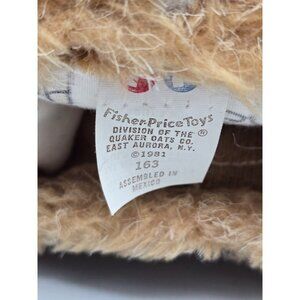 Fisher-Price Toys
DIVISION OF THE ®
QUAKER OATS CO.
EAST AURORA, N.Y.
©1981
163
ASSEMBLED IN
MEXICO